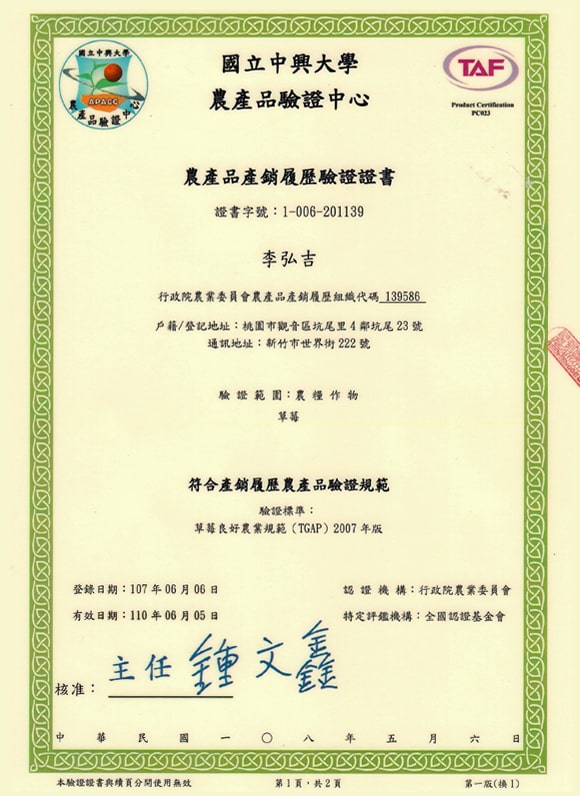 國立中興大學
APACC
農產品驗證中心
國立中興大學
農產品驗證中心
TAF
Product Certification
PC023
農產品產銷履歷驗證證書
證書字號：1-006-201139
李弘吉
行政院農業委員會農產品產銷履歷組織代碼 139586
戶籍/登記地址：桃園市觀音區坑尾里4鄰坑尾23號
通訊地址：新竹市世界街222號
驗證範圍：農糧作物
草莓
符合產銷履歷農產品驗證規範
驗證標準：
草莓良好農業規範(TGAP)2007年版
登錄日期：107年06月06日
認證機構：行政院農業委員會
有效日期：110年06月05日
特定評鑑機構：全國認證基金會
核准：主任 鍾文鑫
中華民國一〇八年五月六日
本驗證證書與續頁分開使用無效
第1頁，共2頁
第一版(換1)